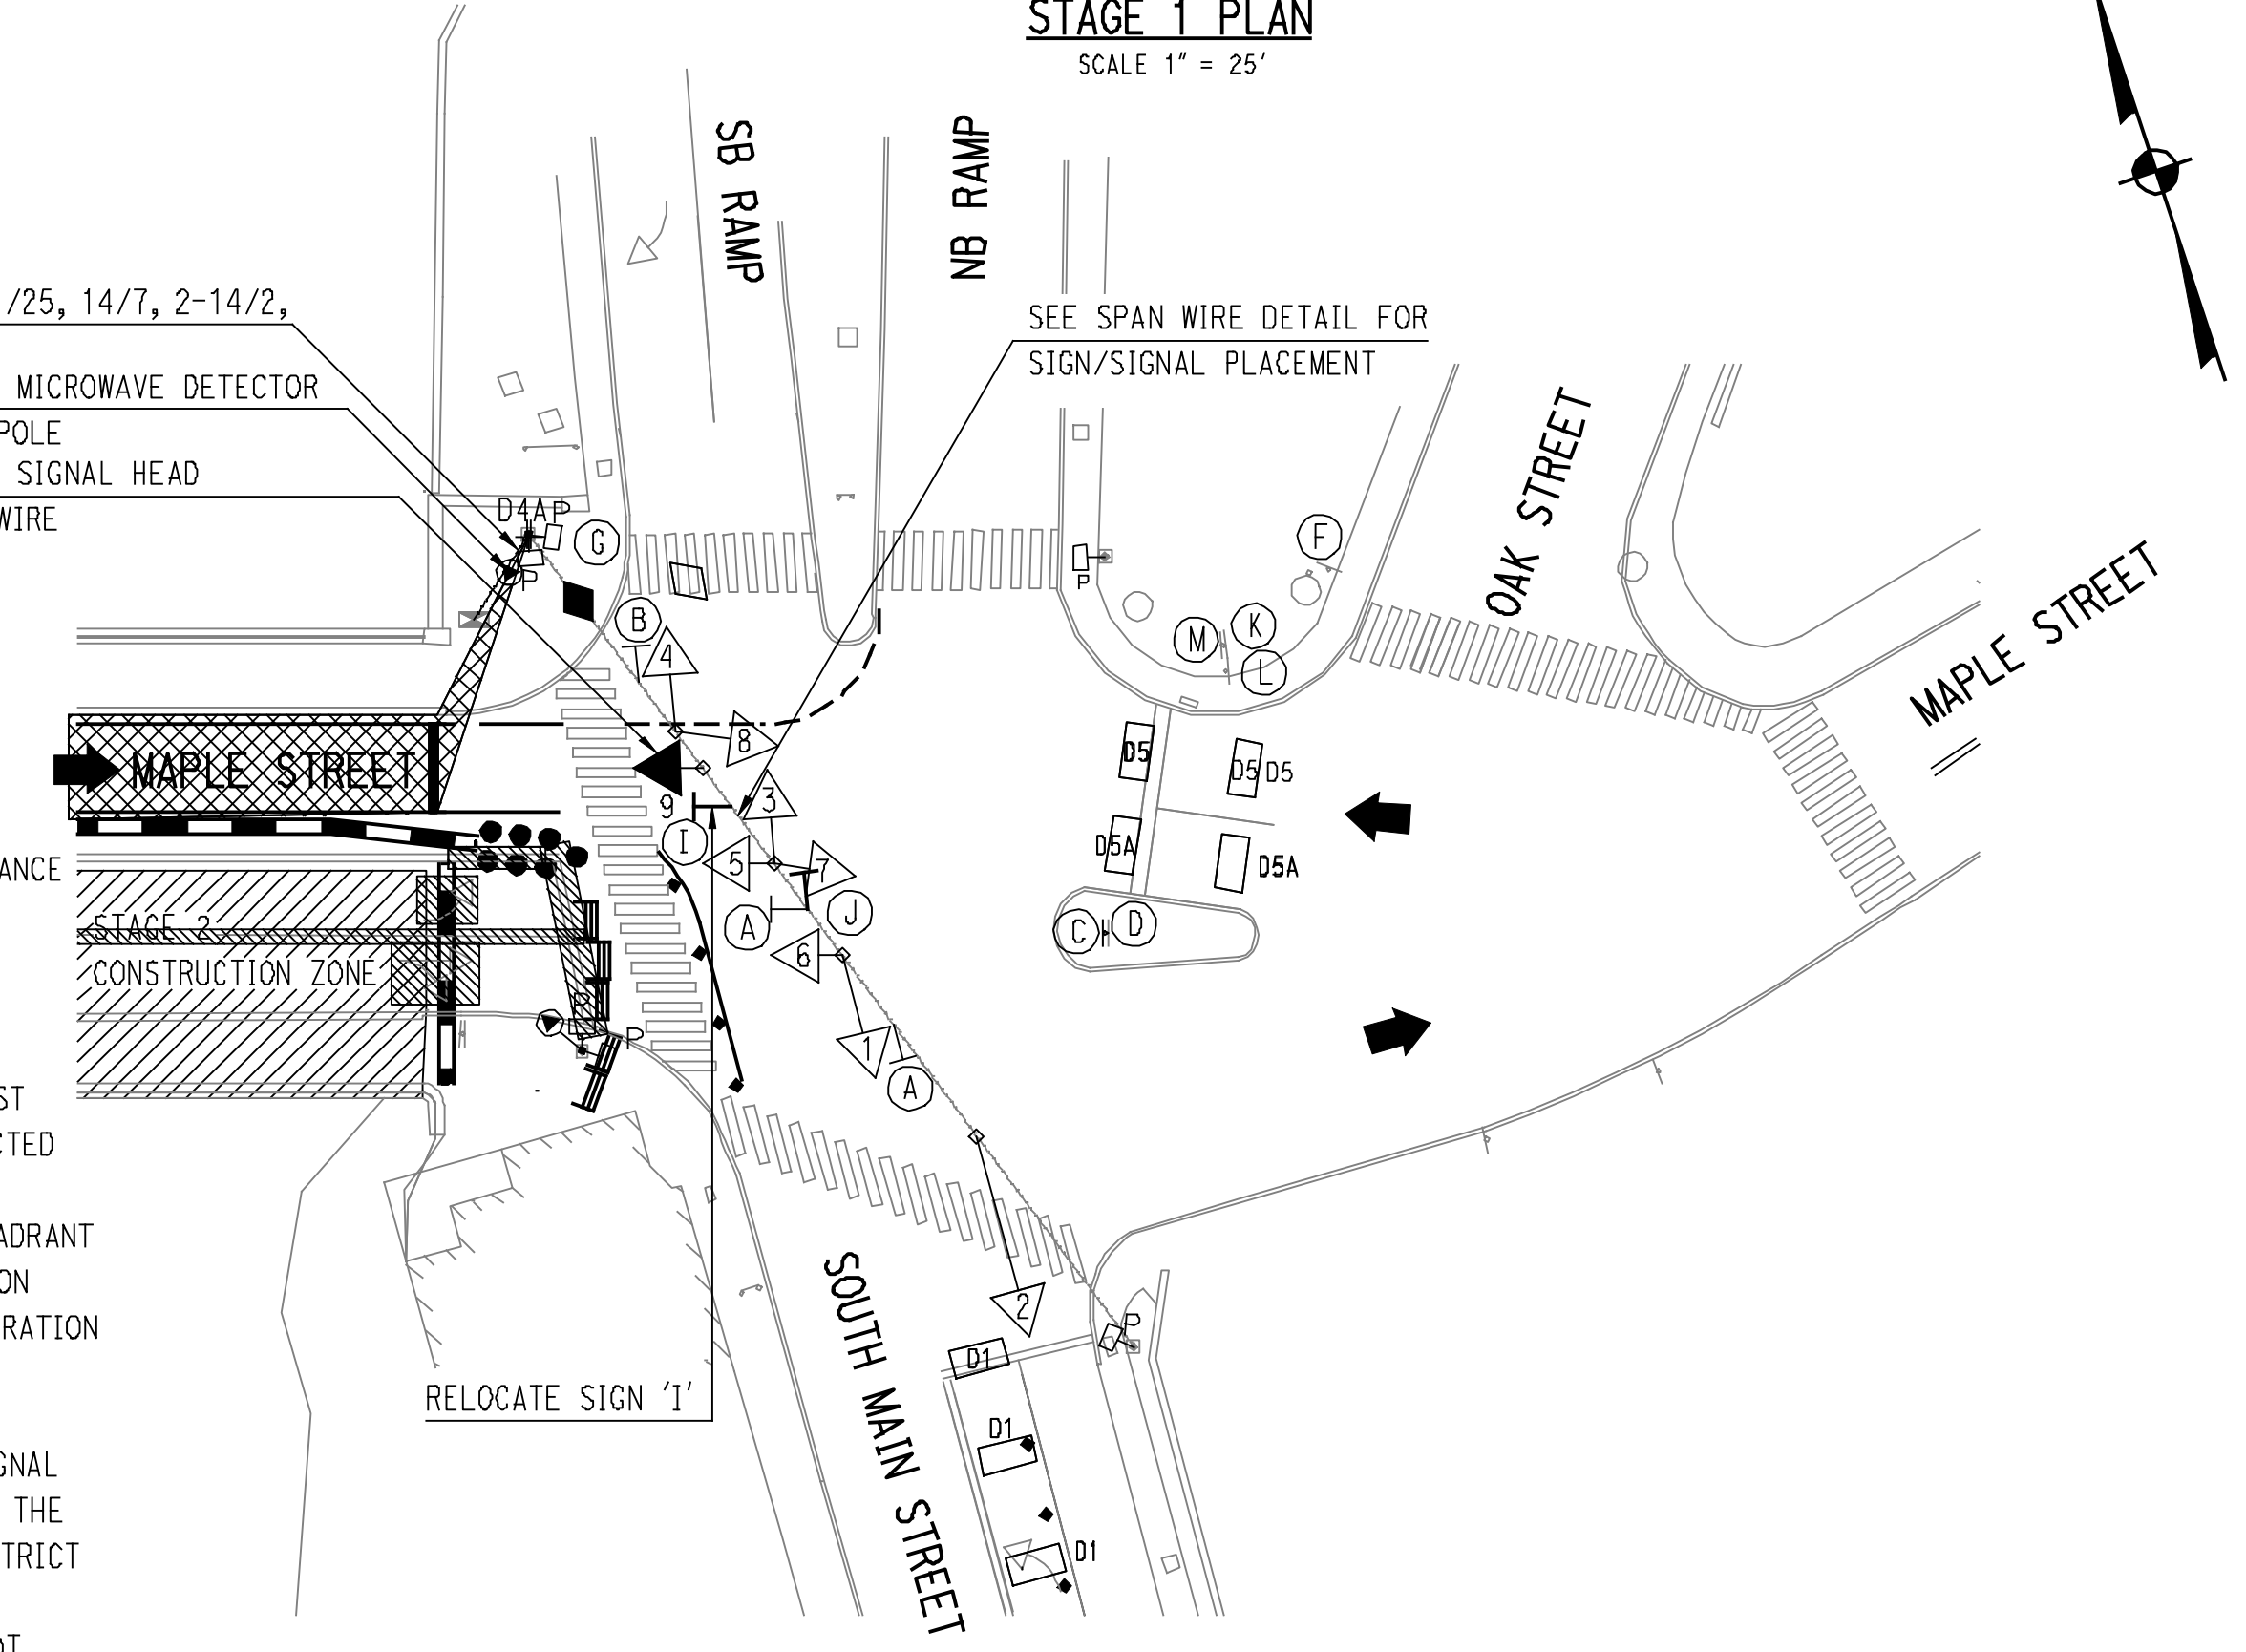 STAGE 1 PLAN
SCALE 1" = 25'
SB RAMP
NB RAMP
/25, 14/7, 2-14/2,
MICROWAVE DETECTOR
POLE
SIGNAL HEAD
WIRE
SEE SPAN WIRE DETAIL FOR
SIGN/SIGNAL PLACEMENT
OAK STREET
MAPLE STREET
D4A
P
G
P
P
F
B
4
M
K
L
8
MAPLE STREET
D5
D5
D5
9
3
I
5
7
D5A
D5A
ANCE
STAGE 2
A
J
C
D
CONSTRUCTION ZONE
6
P
P
1
A
ST
CTED
ADRANT
ON
RATION
2
P
D1
SOUTH MAIN STREET
RELOCATE SIGN 'I'
D1
GNAL
THE
TRICT
D1
OT